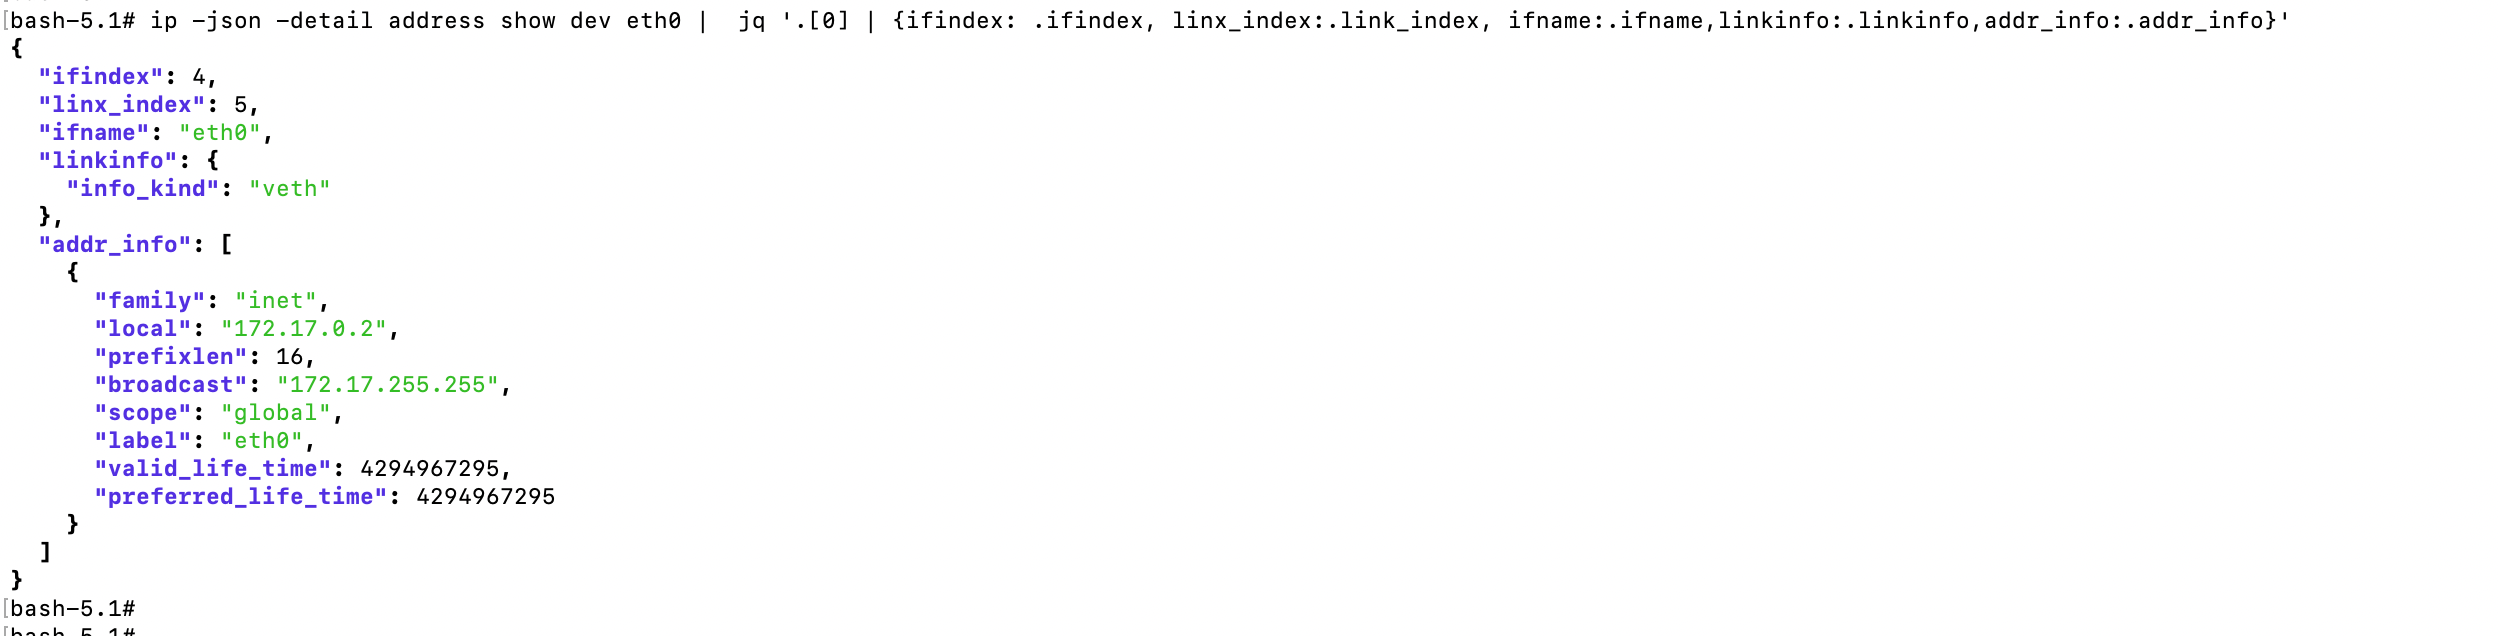 [bash-5.1# ip -json -detail address show dev eth0 |  jq '.[0] | {ifindex: .ifindex, linx_index:.link_index, ifname:.ifname,linkinfo:.linkinfo,addr_info:.addr_info}'
{
  "ifindex": 4,
  "linx_index": 5,
  "ifname": "eth0",
  "linkinfo": {
    "info_kind": "veth"
  },
  "addr_info": [
    {
      "family": "inet",
      "local": "172.17.0.2",
      "prefixlen": 16,
      "broadcast": "172.17.255.255",
      "scope": "global",
      "label": "eth0",
      "valid_life_time": 4294967295,
      "preferred_life_time": 4294967295
    }
  ]
}
[bash-5.1#
[bash-5.1#